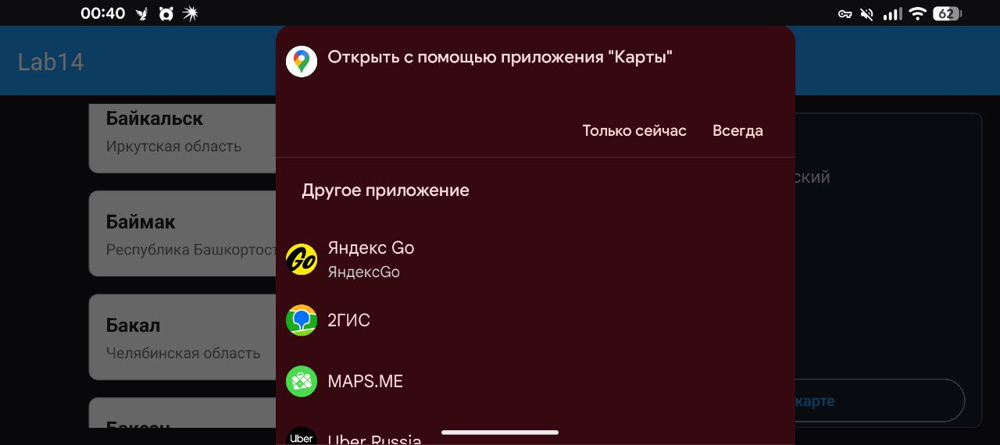 00:40
62
Lab14
Открыть с помощью приложения "Карты"
Только сейчас Всегда
Байкальск
Иркутская область
Баймак
Республика Башкортост
Бакал
Челябинская область
Другое приложение
Go
Яндекс Go
ЯндексGo
2ГИС
MAPS.ME
Uber
Uber Russia
ский
карте